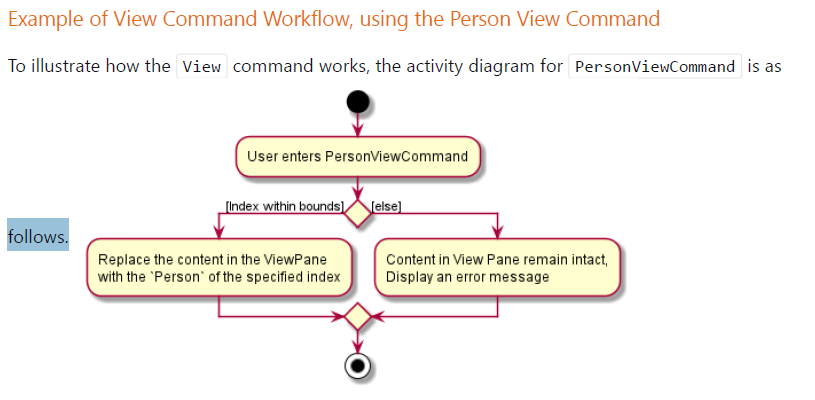 Example of View Command Workflow, using the Person View Command
To illustrate how the View command works, the activity diagram for PersonViewCommand is as
User enters PersonViewCommand
[Index within bounds]
[else]
follows.
Replace the content in the ViewPane
with the `Person` of the specified index
Content in View Pane remain intact,
Display an error message